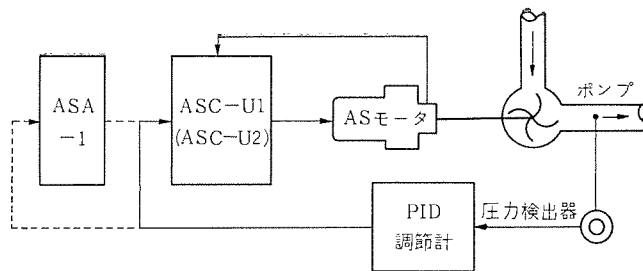 ポンプ
ASA
-1
ASC-U1
(ASC-U2)
ASモータ
PID
調節計
圧力検出器